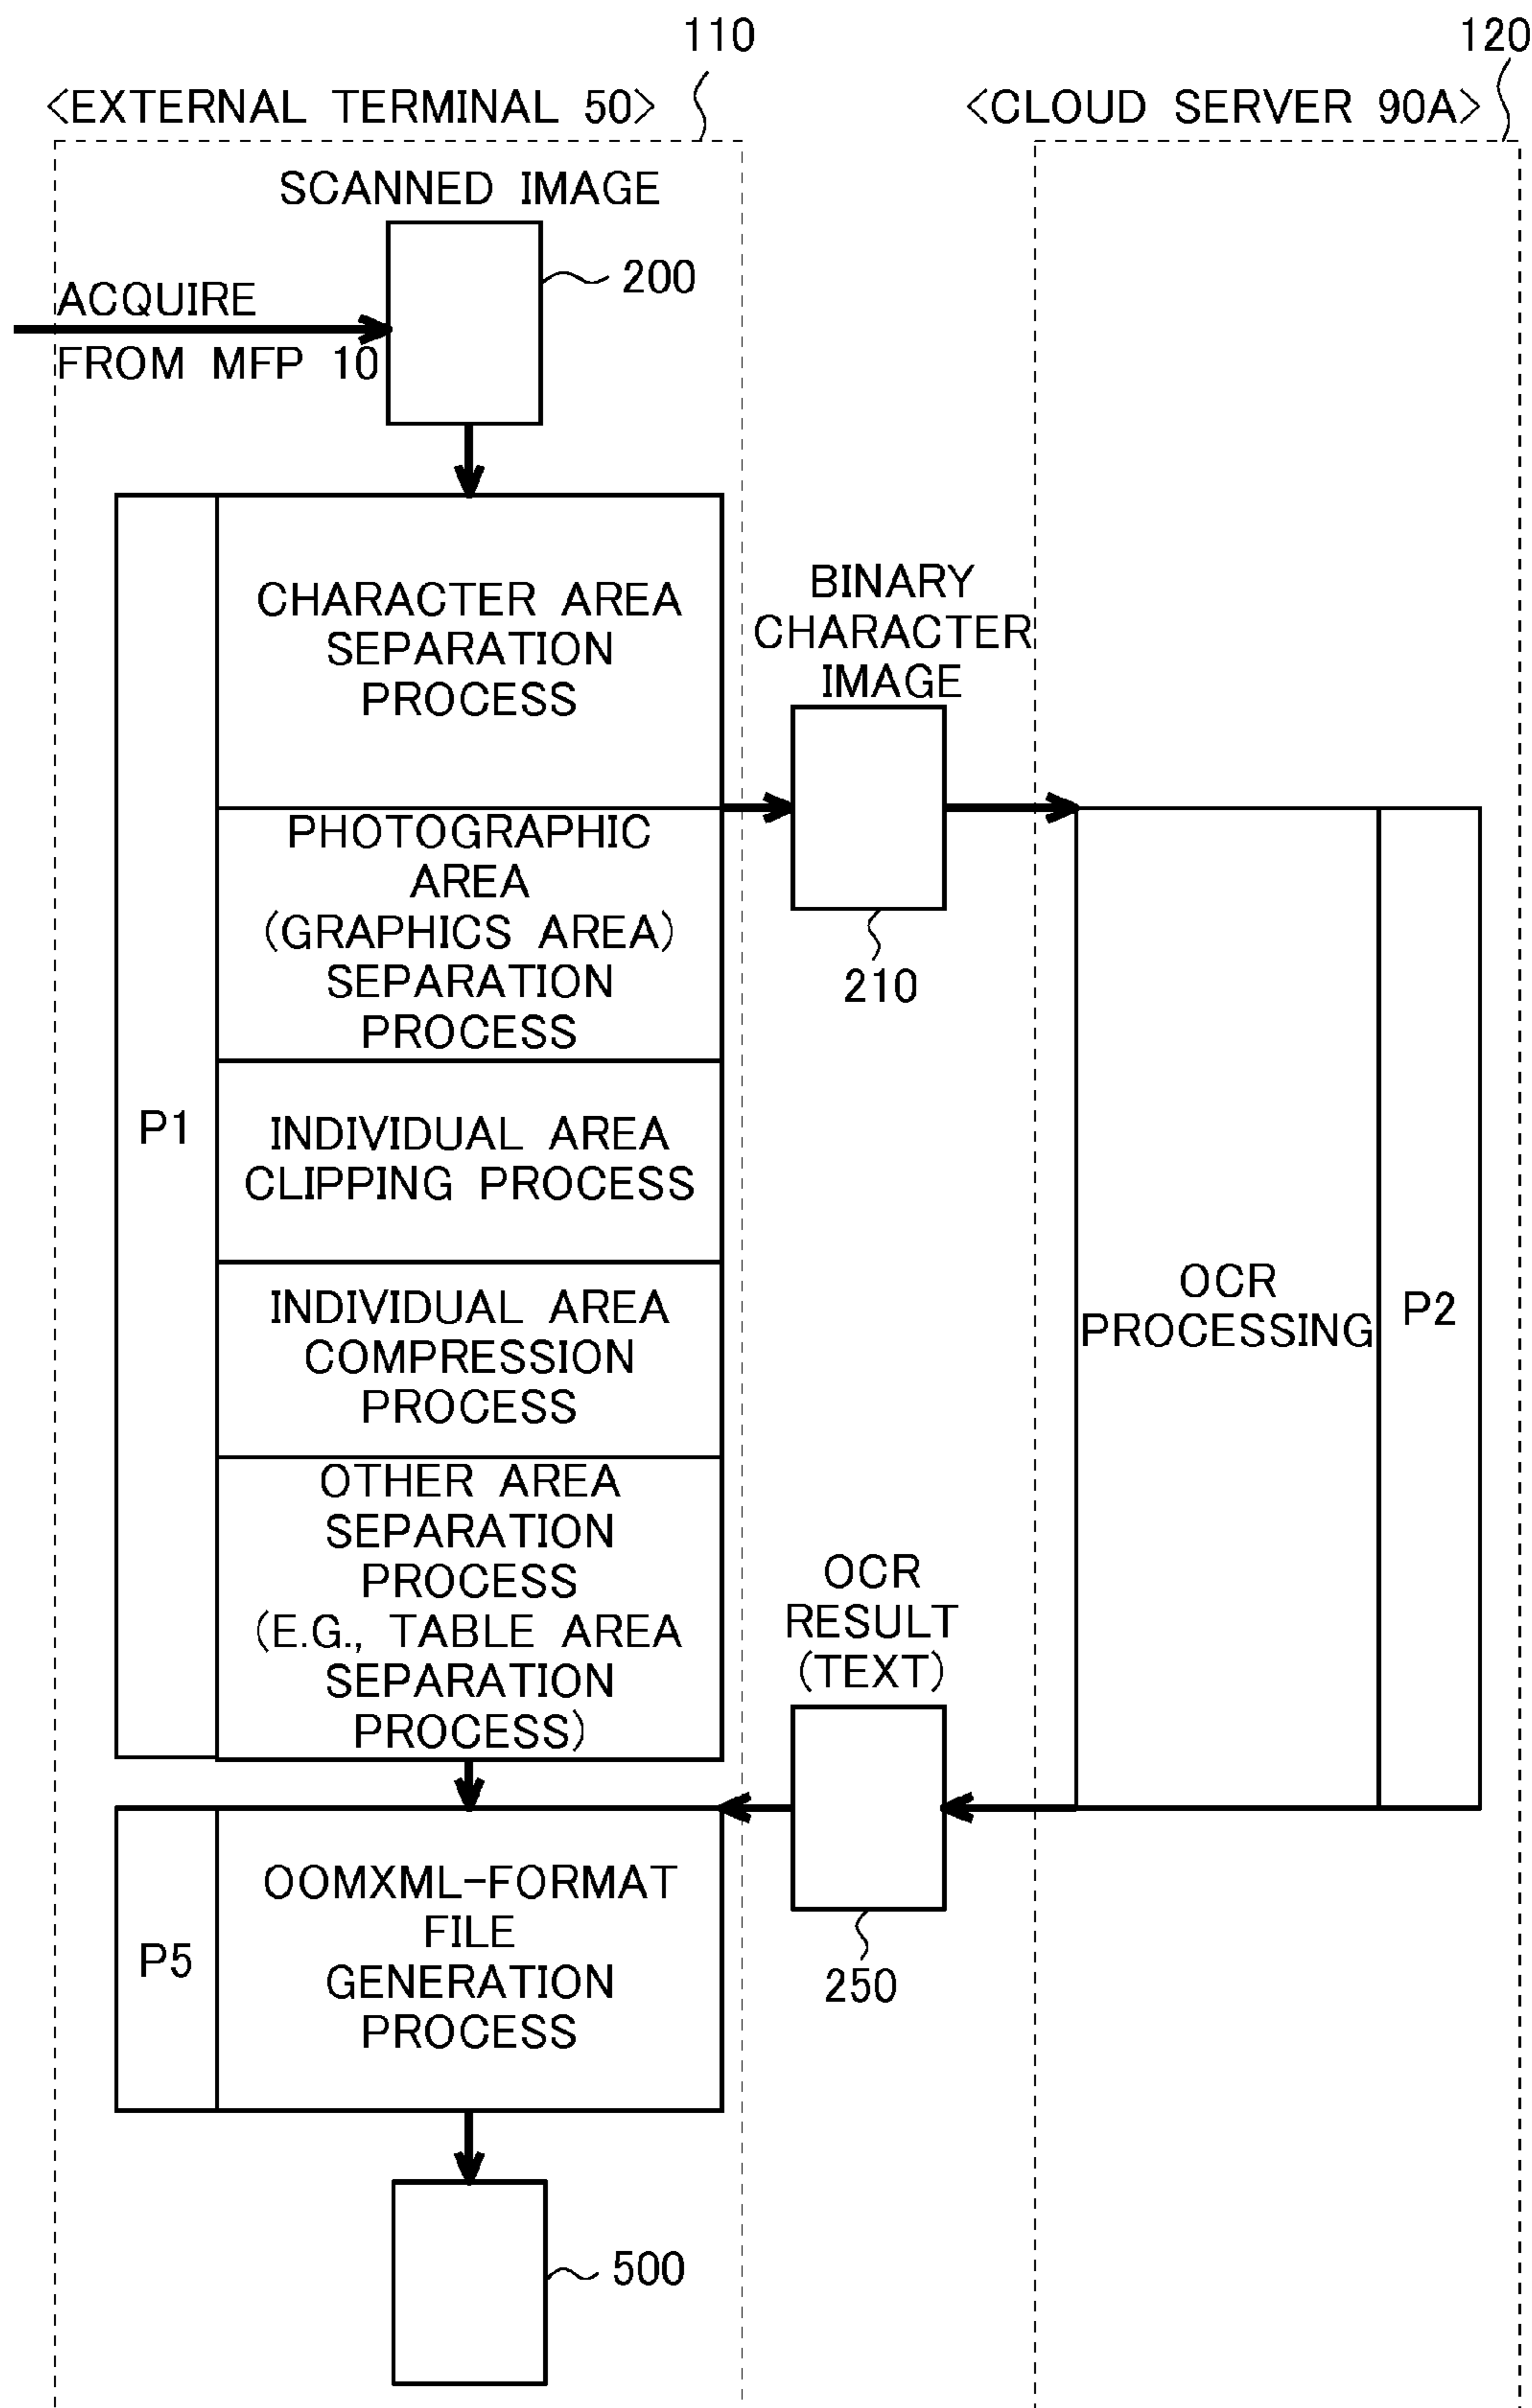 110
120
<EXTERNAL TERMINAL 50>
<CLOUD SERVER 90A>
SCANNED IMAGE
200
ACQUIRE
FROM MFP 10
CHARACTER AREA
SEPARATION
PROCESS
BINARY
CHARACTER
IMAGE
210
PHOTOGRAPHIC
AREA
(GRAPHICS AREA)
SEPARATION
PROCESS
P1
INDIVIDUAL AREA
CLIPPING PROCESS
INDIVIDUAL AREA
COMPRESSION
PROCESS
OCR
PROCESSING
P2
OTHER AREA
SEPARATION
PROCESS
(E.G., TABLE AREA
SEPARATION
PROCESS)
OCR
RESULT
(TEXT)
250
P5
OOMXML-FORMAT
FILE
GENERATION
PROCESS
500